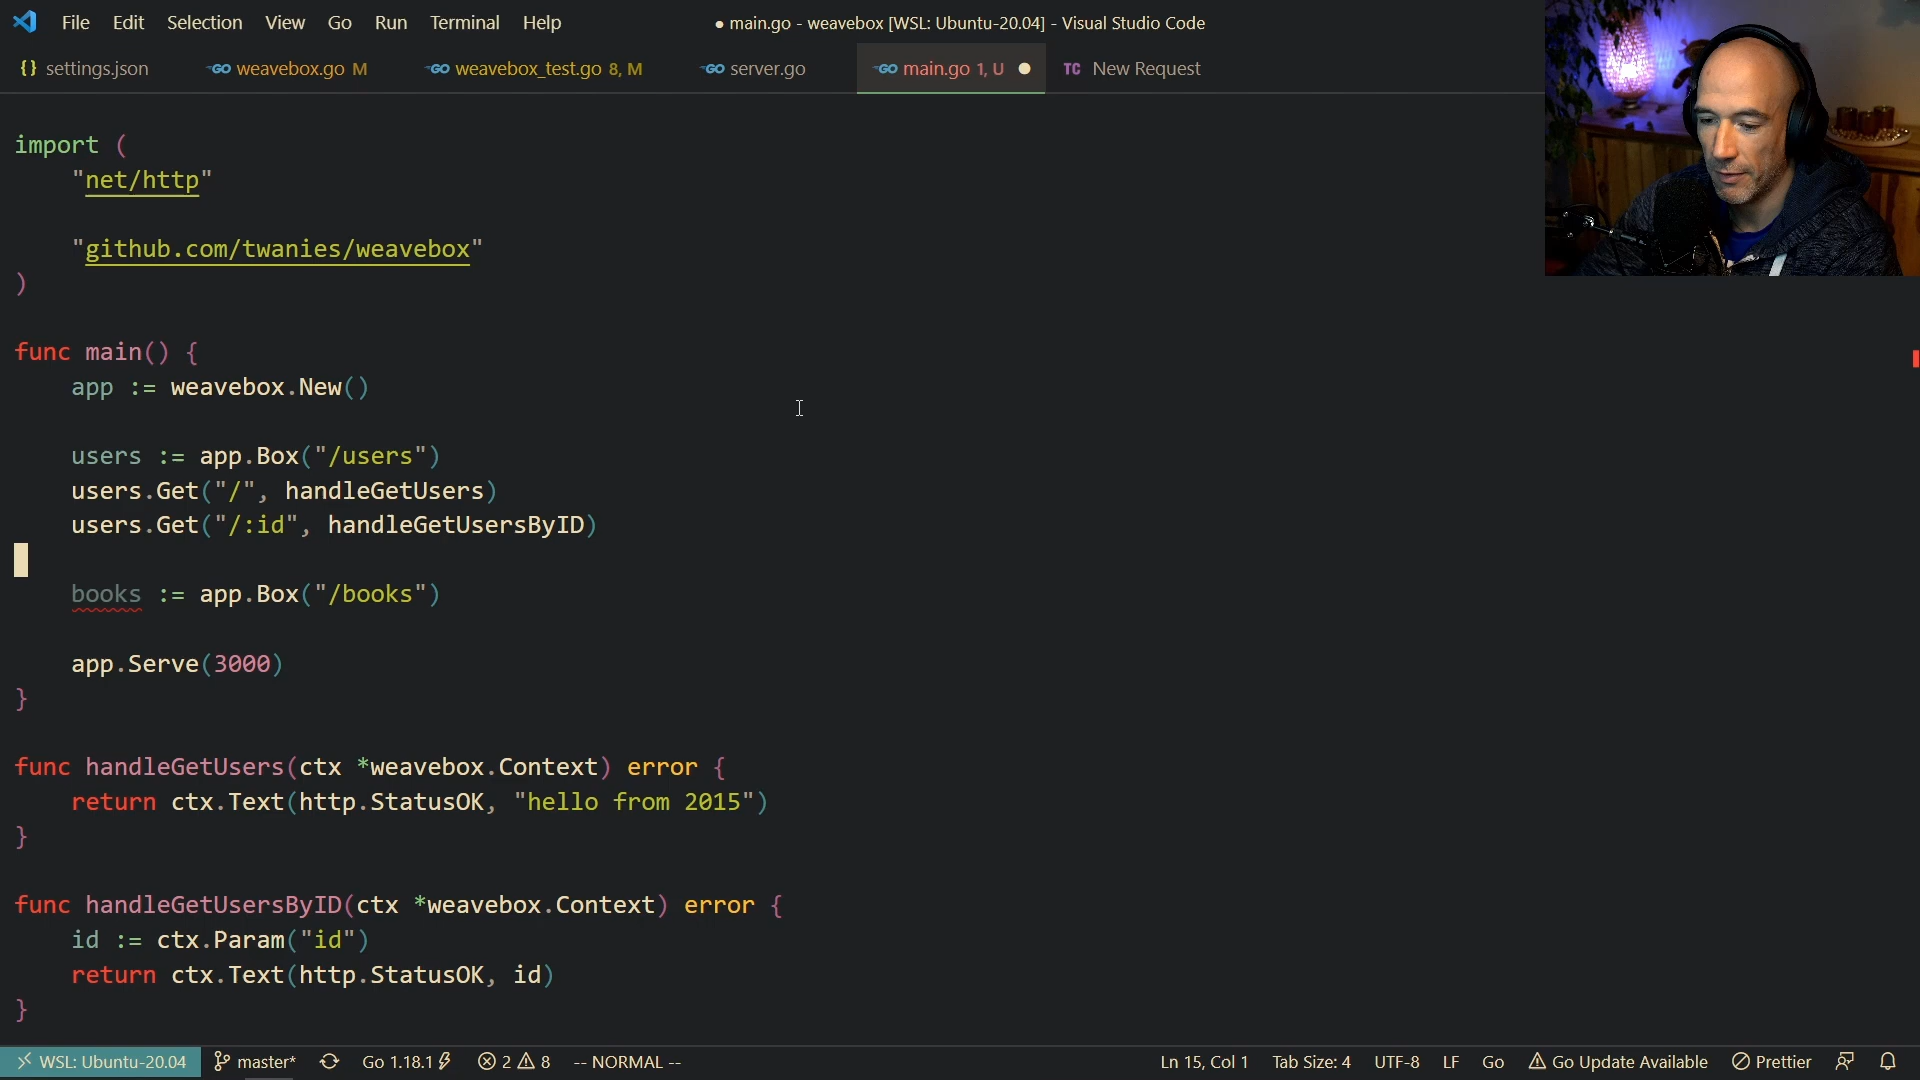 File Edit Selection View Go Run Terminal Help ● main.go - weavebox [WSL: Ubuntu-20.04] - Visual Studio Code
{} settings.json GO weavebox.go M GO weavebox_test.go 8, M GO server.go GO main.go 1, U ● TC New Request
import (
"net/http"
"github.com/twanies/weavebox"
)
func main() {
app := weavebox.New()
users := app.Box("/users")
users.Get("/", handleGetUsers)
users.Get("/:id", handleGetUsersByID)
books := app.Box("/books")
app.Serve(3000)
}
func handleGetUsers(ctx *weavebox.Context) error {
return ctx.Text(http.StatusOK, "hello from 2015")
}
func handleGetUsersByID(ctx *weavebox.Context) error {
id := ctx.Param("id")
return ctx.Text(http.StatusOK, id)
}
WSL: Ubuntu-20.04 master* Go 1.18.1 2 8 -- NORMAL -- Ln 15, Col 1 Tab Size: 4 UTF-8 LF Go Go Update Available Prettier